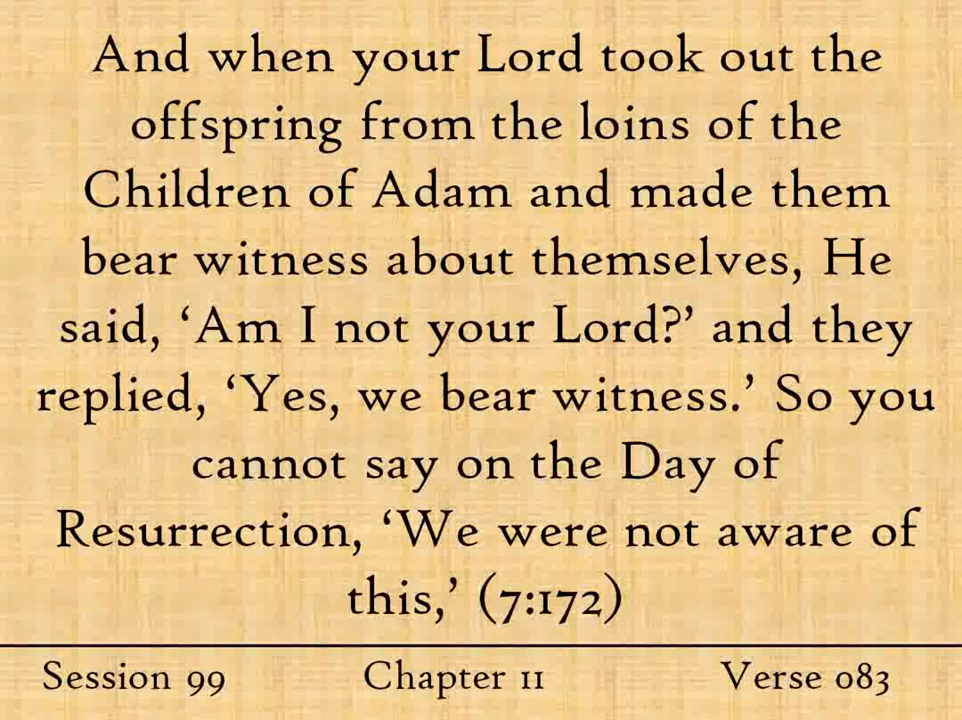 And when your Lord took out the
offspring from the loins of the
Children of Adam and made them
bear witness about themselves, He
said, ‘Am I not your Lord?’ and they
replied, ‘Yes, we bear witness.’ So you
cannot say on the Day of
Resurrection, ‘We were not aware of
this,’ (7:172)
Session 99 Chapter 11 Verse 083